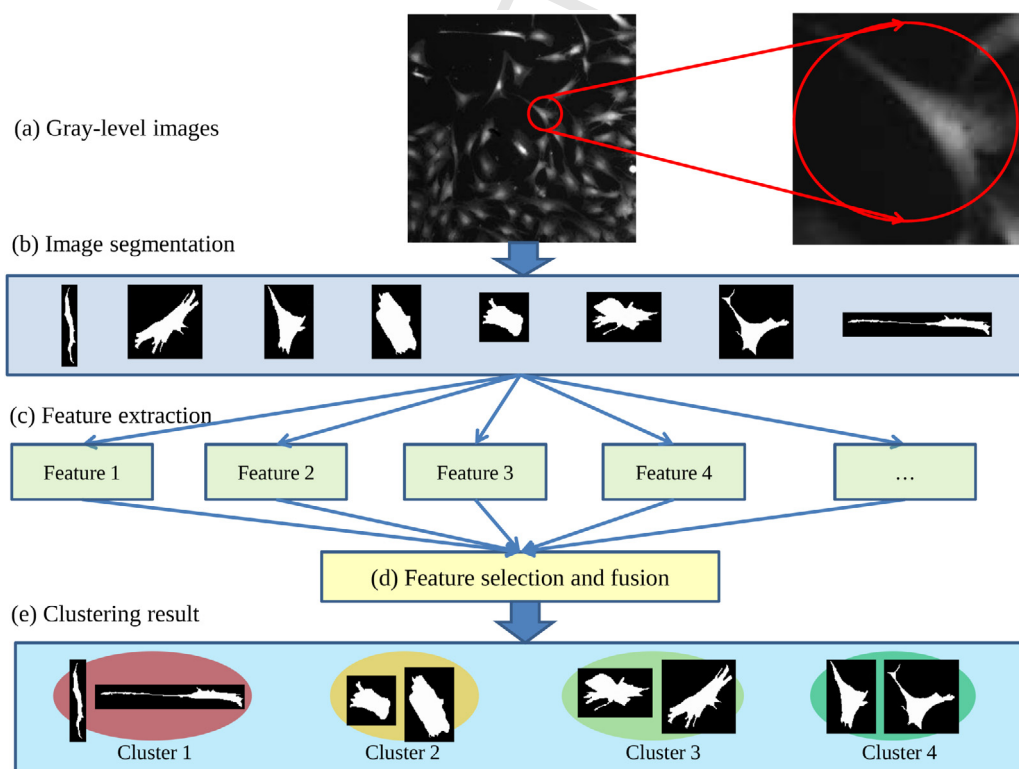 (a) Gray-level images
(b) Image segmentation
(c) Feature extraction
Feature 1
Feature 2
Feature 3
Feature 4
...
(d) Feature selection and fusion
(e) Clustering result
Cluster 1
Cluster 2
Cluster 3
Cluster 4